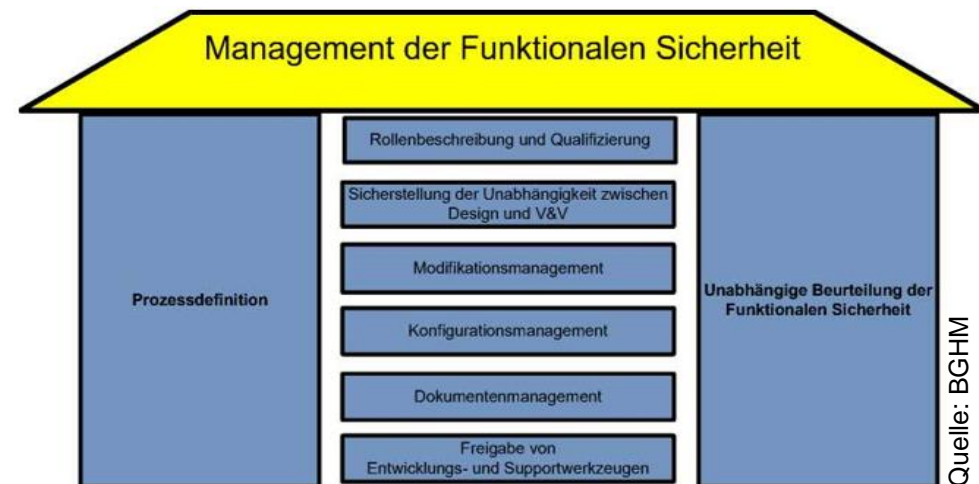 Management der Funktionalen Sicherheit
Prozessdefinition
Rollenbeschreibung und Qualifizierung
Sicherstellung der Unabhängigkeit zwischen
Design und V&V
Modifikationsmanagement
Konfigurationsmanagement
Dokumentenmanagement
Freigabe von
Entwicklungs- und Supportwerkzeugen
Unabhängige Beurteilung der
Funktionalen Sicherheit
Quelle: BGHM